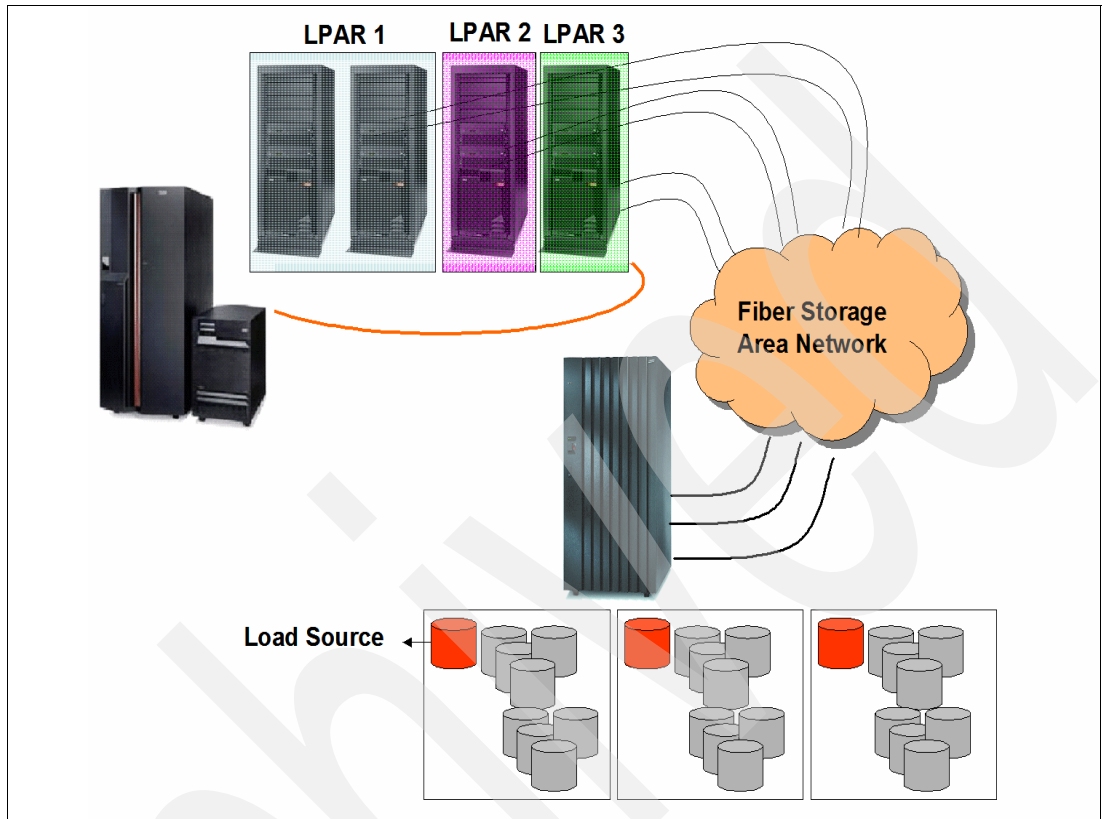 LPAR 1
LPAR 2
LPAR 3
Fiber Storage
Area Network
Load Source